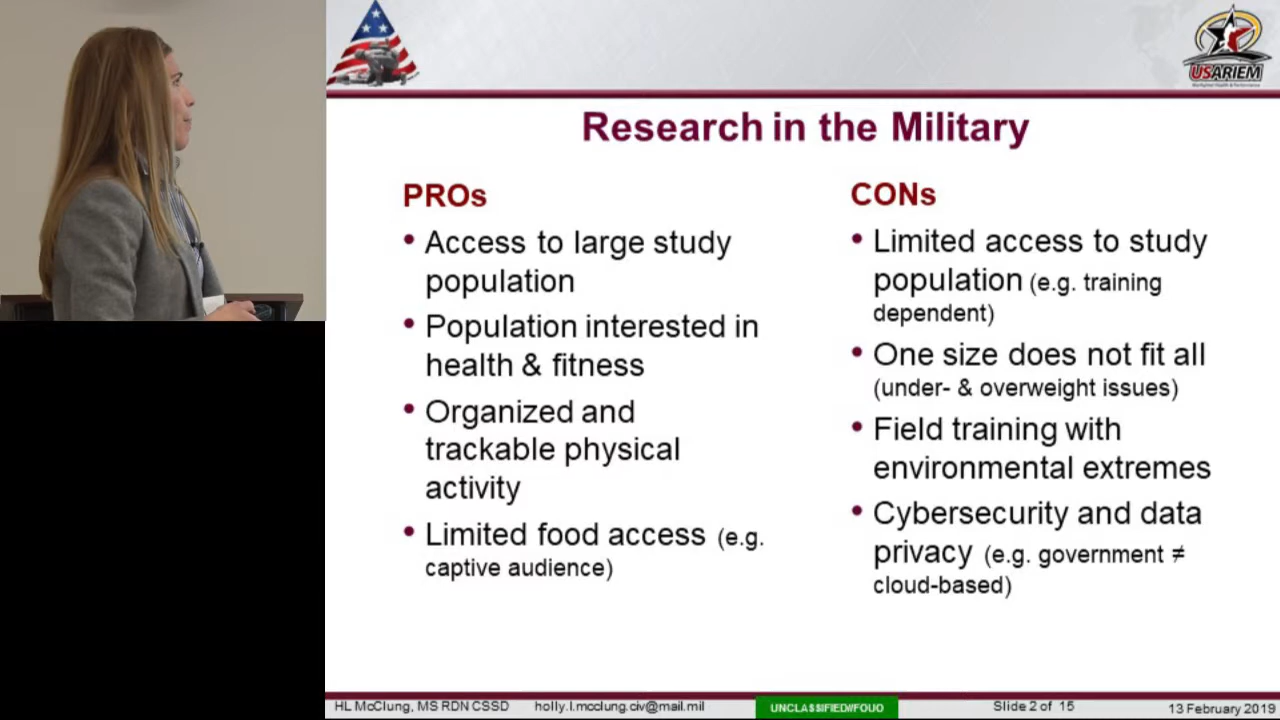 USARIEM
Research in the Military
PROs
• Access to large study
population
• Population interested in
health & fitness
• Organized and
trackable physical
activity
• Limited food access (e.g.
captive audience)
CONs
• Limited access to study
population (e.g. training
dependent)
• One size does not fit all
(under- & overweight issues)
• Field training with
environmental extremes
• Cybersecurity and data
privacy (e.g. government ≠
cloud-based)
HL McClung, MS RDN CSSD holly.l.mcclung.civ@mail.mil UNCLASSIFIED//FOUO Slide 2 of 15 13 February 2019